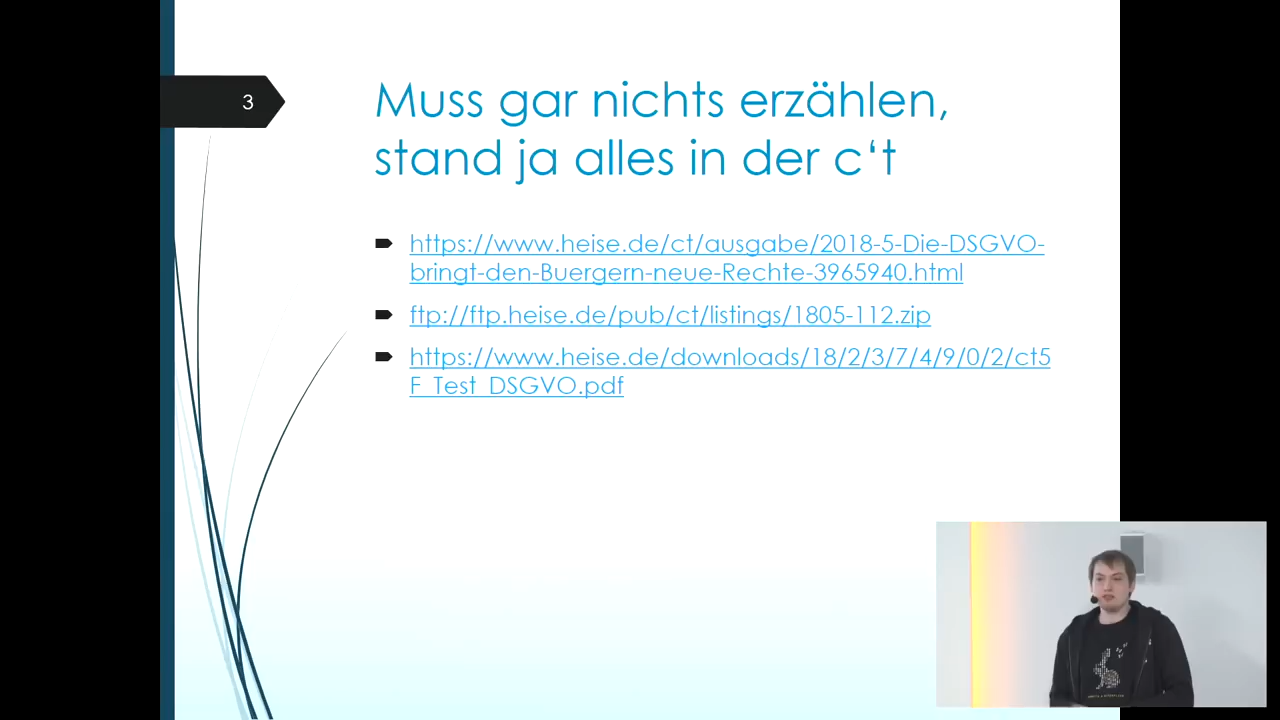 3
Muss gar nichts erzählen,
stand ja alles in der c‘t
https://www.heise.de/ct/ausgabe/2018-5-Die-DSGVO-
bringt-den-Buergern-neue-Rechte-3965940.html
ftp://ftp.heise.de/pub/ct/listings/1805-112.zip
https://www.heise.de/downloads/18/2/3/7/4/9/0/2/ct5
F_Test_DSGVO.pdf